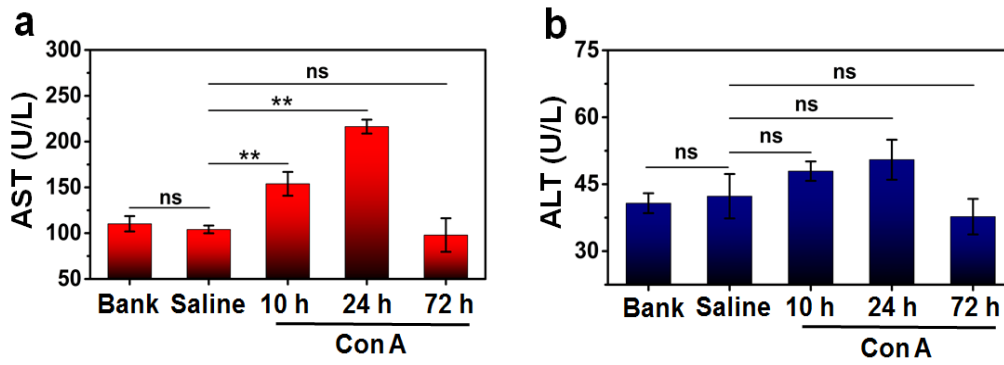 a
300
250
200
150
100
50
AST (U/L)
ns
**
**
ns
Bank Saline 10 h 24 h 72 h
Con A
b
75
60
45
30
ALT (U/L)
ns
ns
ns
ns
Bank Saline 10 h 24 h 72 h
Con A